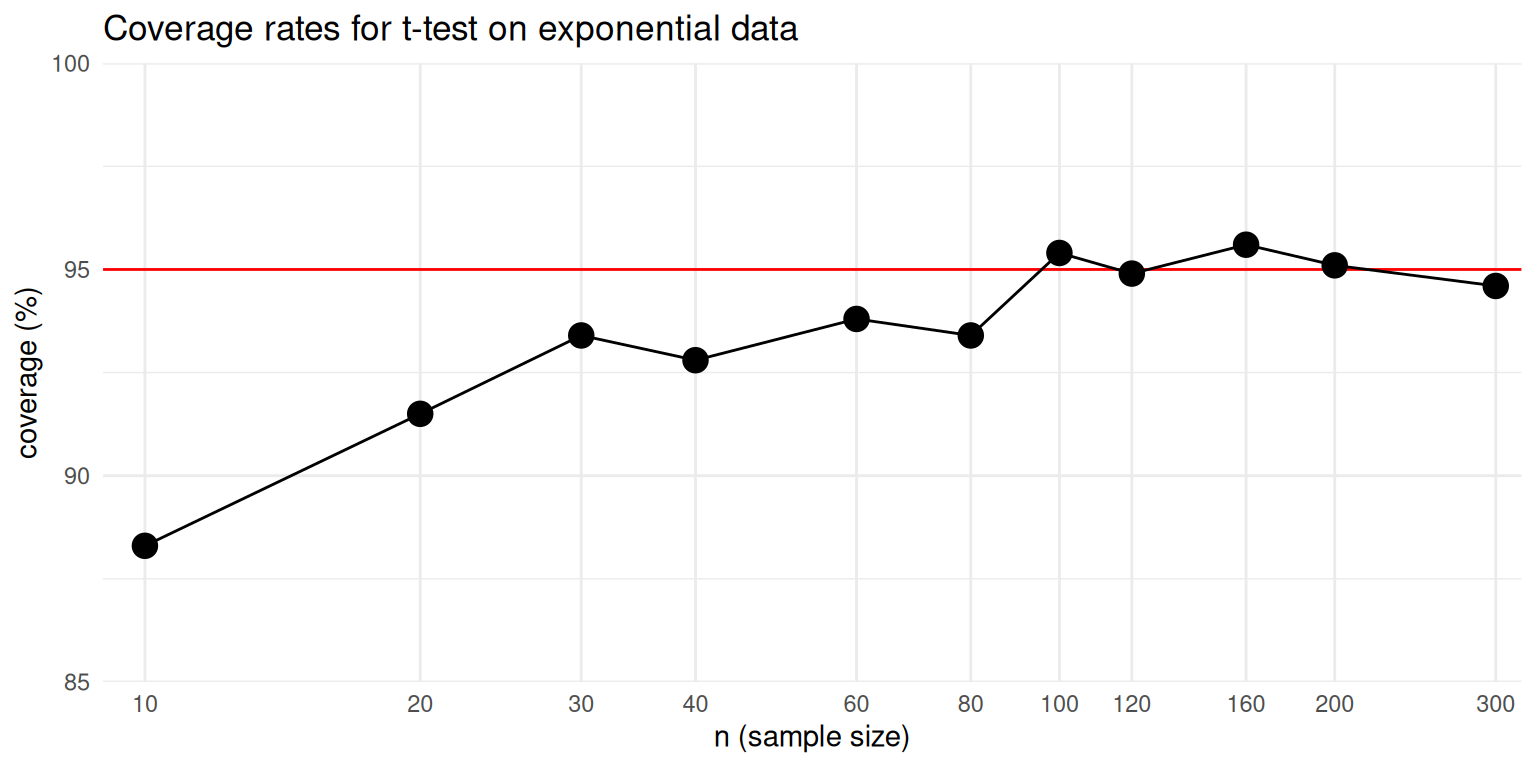 Coverage rates for t-test on exponential data
100
95
90
85
coverage (%)
10 20 30 40 60 80 100 120 160 200 300
n (sample size)